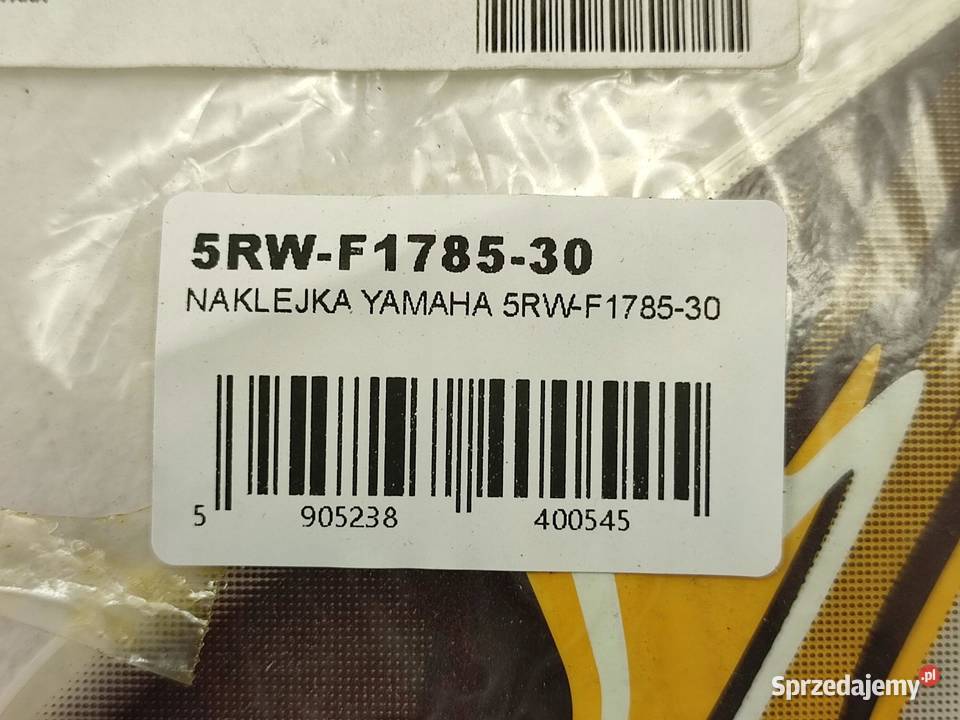 5RW-F1785-30
NAKLEJKA YAMAHA 5RW-F1785-30
5 905238 400545
Sprzedajemy.pl